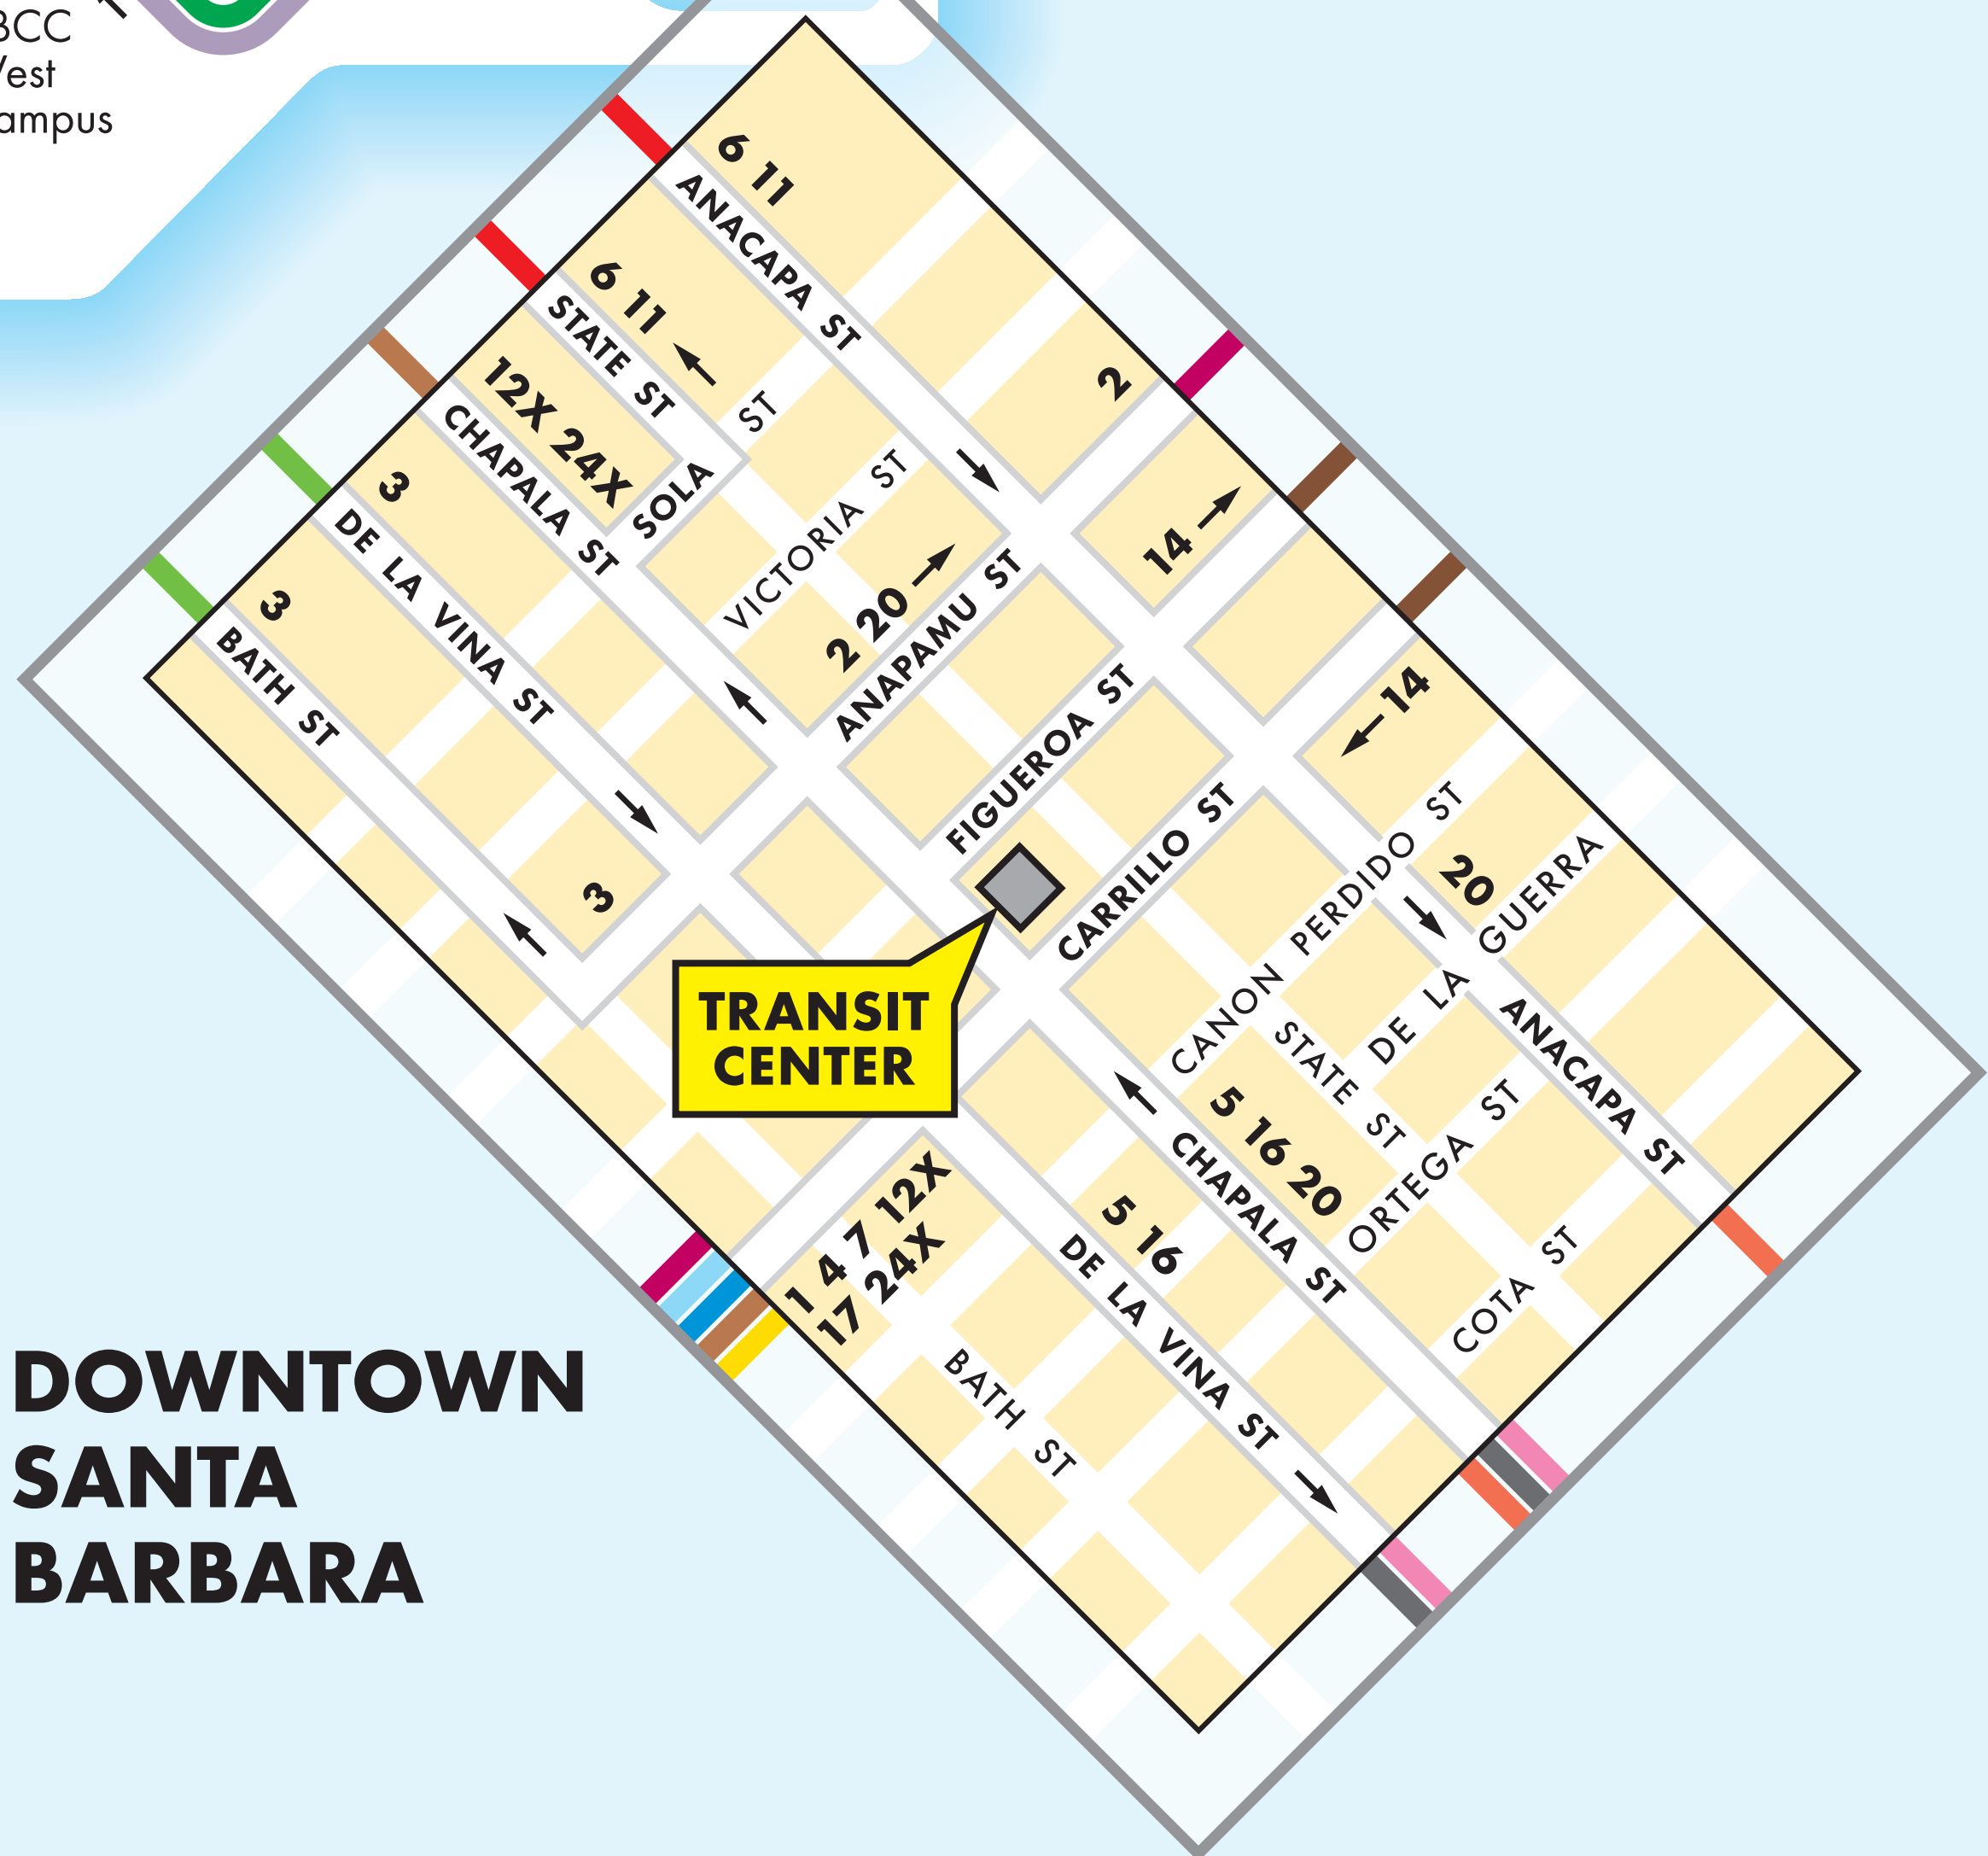 BCC
Vest
ampus
6 11
ANACAPA ST
6 11
STATE ST
12X 24X
CHAPALA ST
SOLA ST
3
DE LA VINA ST
3
BATH ST
VICTORIA ST
2
14
2 20
ANAPAMU ST
14
FIGUEROA ST
3
CARRILLO ST
CANON PERDIDO ST
20
DE LA GUERRA
ANACAPA ST
STATE ST
ORTEGA ST
5 16 20
CHAPALA ST
5 16
COTA ST
DE LA VINA ST
1 4 7 12X
17 24X
BATH ST
TRANSIT
CENTER
DOWNTOWN
SANTA
BARBARA